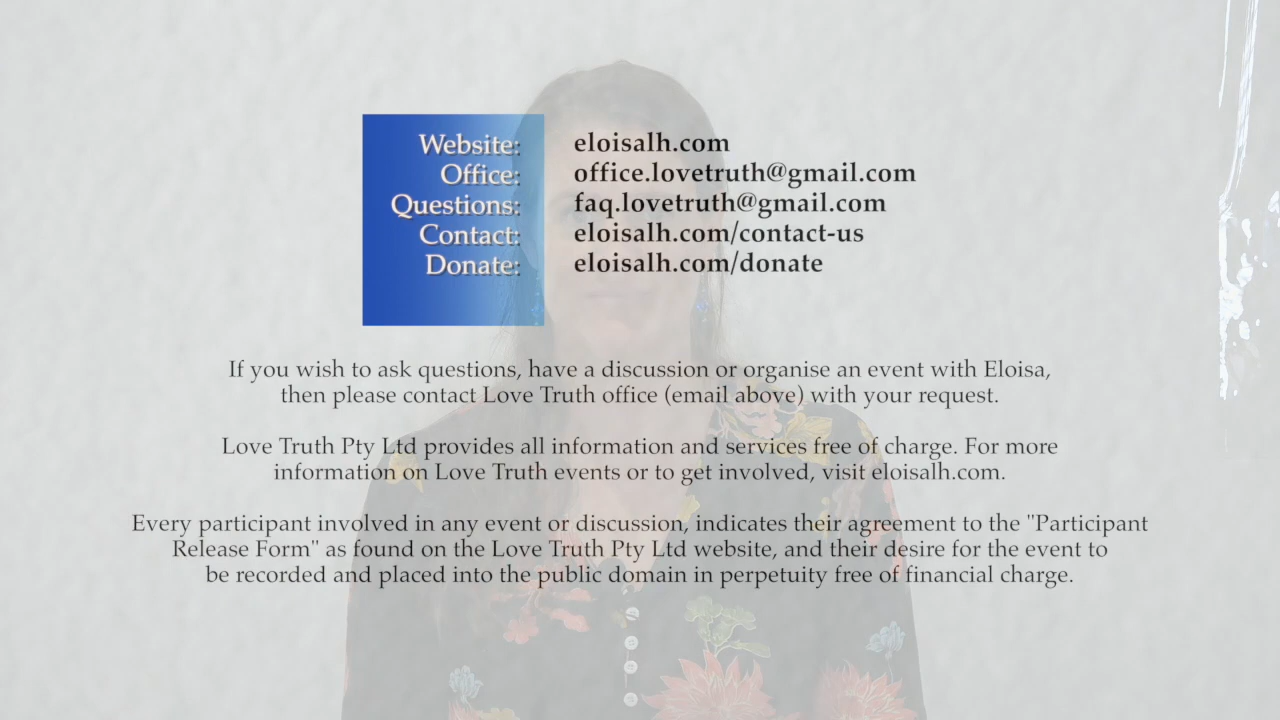 Website: eloisalh.com
Office: office.lovetruth@gmail.com
Questions: faq.lovetruth@gmail.com
Contact: eloisalh.com/contact-us
Donate: eloisalh.com/donate
If you wish to ask questions, have a discussion or organise an event with Eloisa,
then please contact Love Truth office (email above) with your request.
Love Truth Pty Ltd provides all information and services free of charge. For more
information on Love Truth events or to get involved, visit eloisalh.com.
Every participant involved in any event or discussion, indicates their agreement to the "Participant
Release Form" as found on the Love Truth Pty Ltd website, and their desire for the event to
be recorded and placed into the public domain in perpetuity free of financial charge.